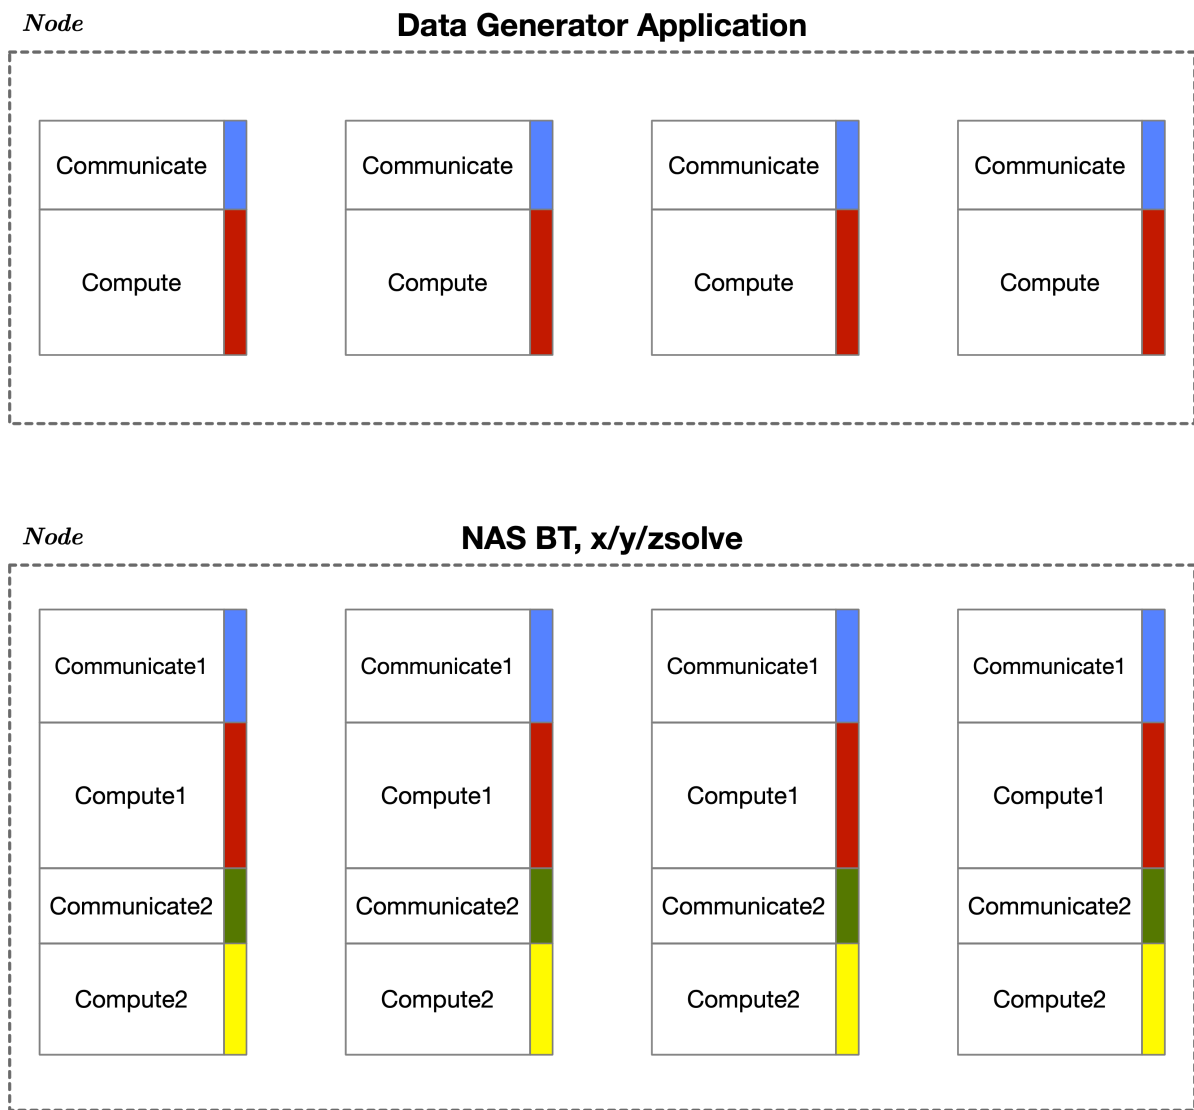 Node
Data Generator Application
Communicate Communicate Communicate Communicate
Compute Compute Compute Compute
Node
NAS BT, x/y/zsolve
Communicate1 Communicate1 Communicate1 Communicate1
Compute1 Compute1 Compute1 Compute1
Communicate2 Communicate2 Communicate2 Communicate2
Compute2 Compute2 Compute2 Compute2